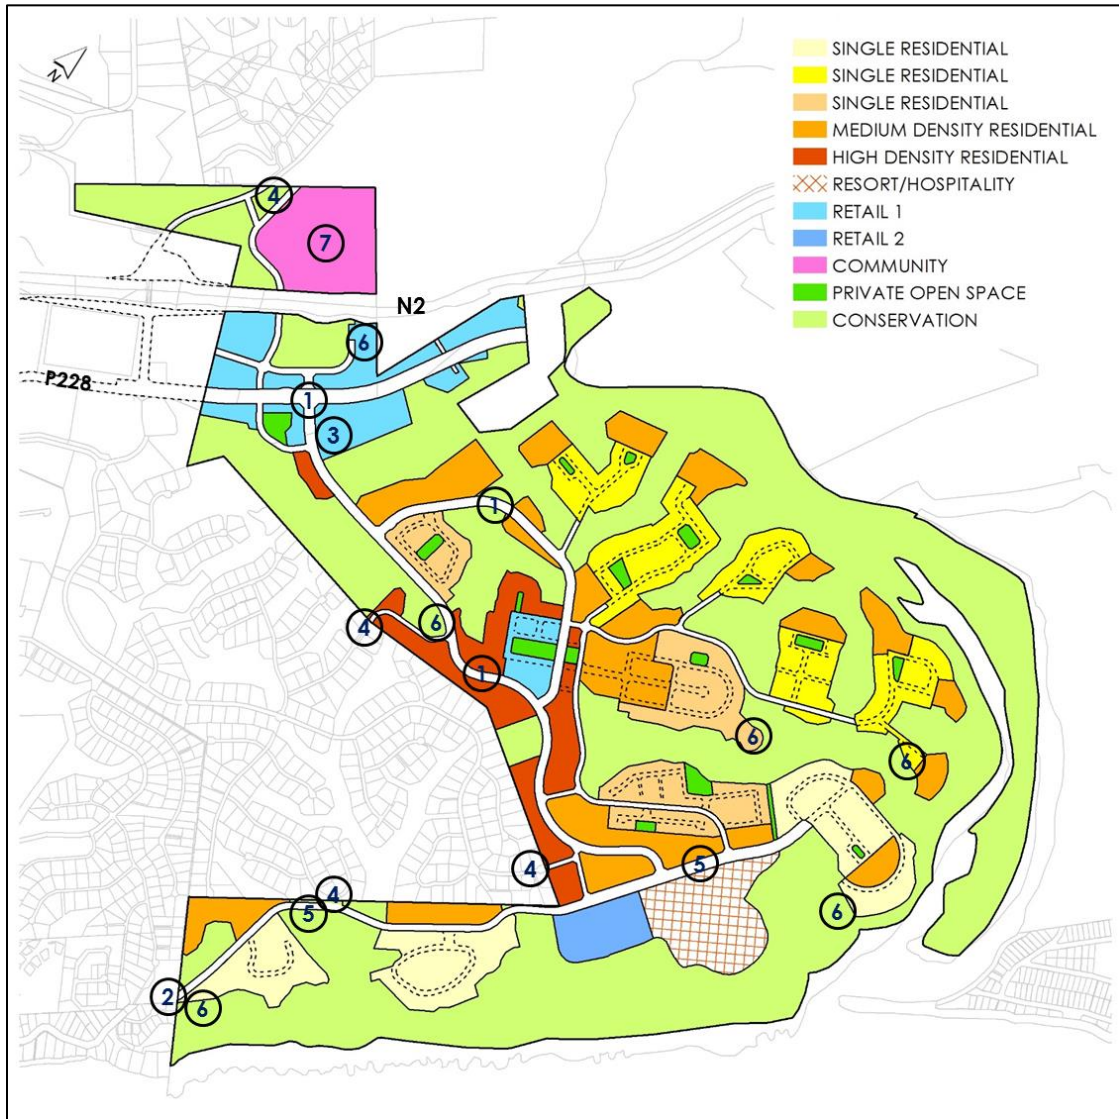 N
SINGLE RESIDENTIAL
SINGLE RESIDENTIAL
SINGLE RESIDENTIAL
MEDIUM DENSITY RESIDENTIAL
HIGH DENSITY RESIDENTIAL
RESORT/HOSPITALITY
RETAIL 1
RETAIL 2
COMMUNITY
PRIVATE OPEN SPACE
CONSERVATION
4
7
N2
6
P228
1
3
1
4
6
1
6
6
4
5
4
5
6
2
6